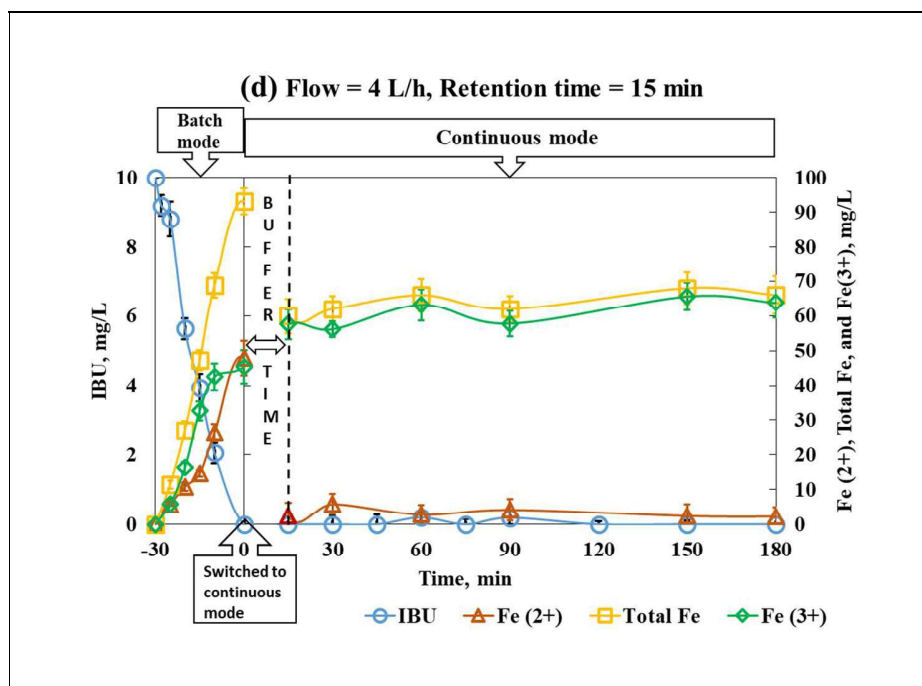 (d) Flow = 4 L/h, Retention time = 15 min
Batch
mode
Continuous mode
10
8
6
4
2
0
IBU, mg/L
B
U
F
F
E
R
T
I
M
E
100
90
80
70
60
50
40
30
20
10
0
Fe (2+), Total Fe, and Fe(3+), mg/L
-30
0
30
60
90
120
150
180
Time, min
Switched to
continuous
mode
IBU
Fe (2+)
Total Fe
Fe (3+)